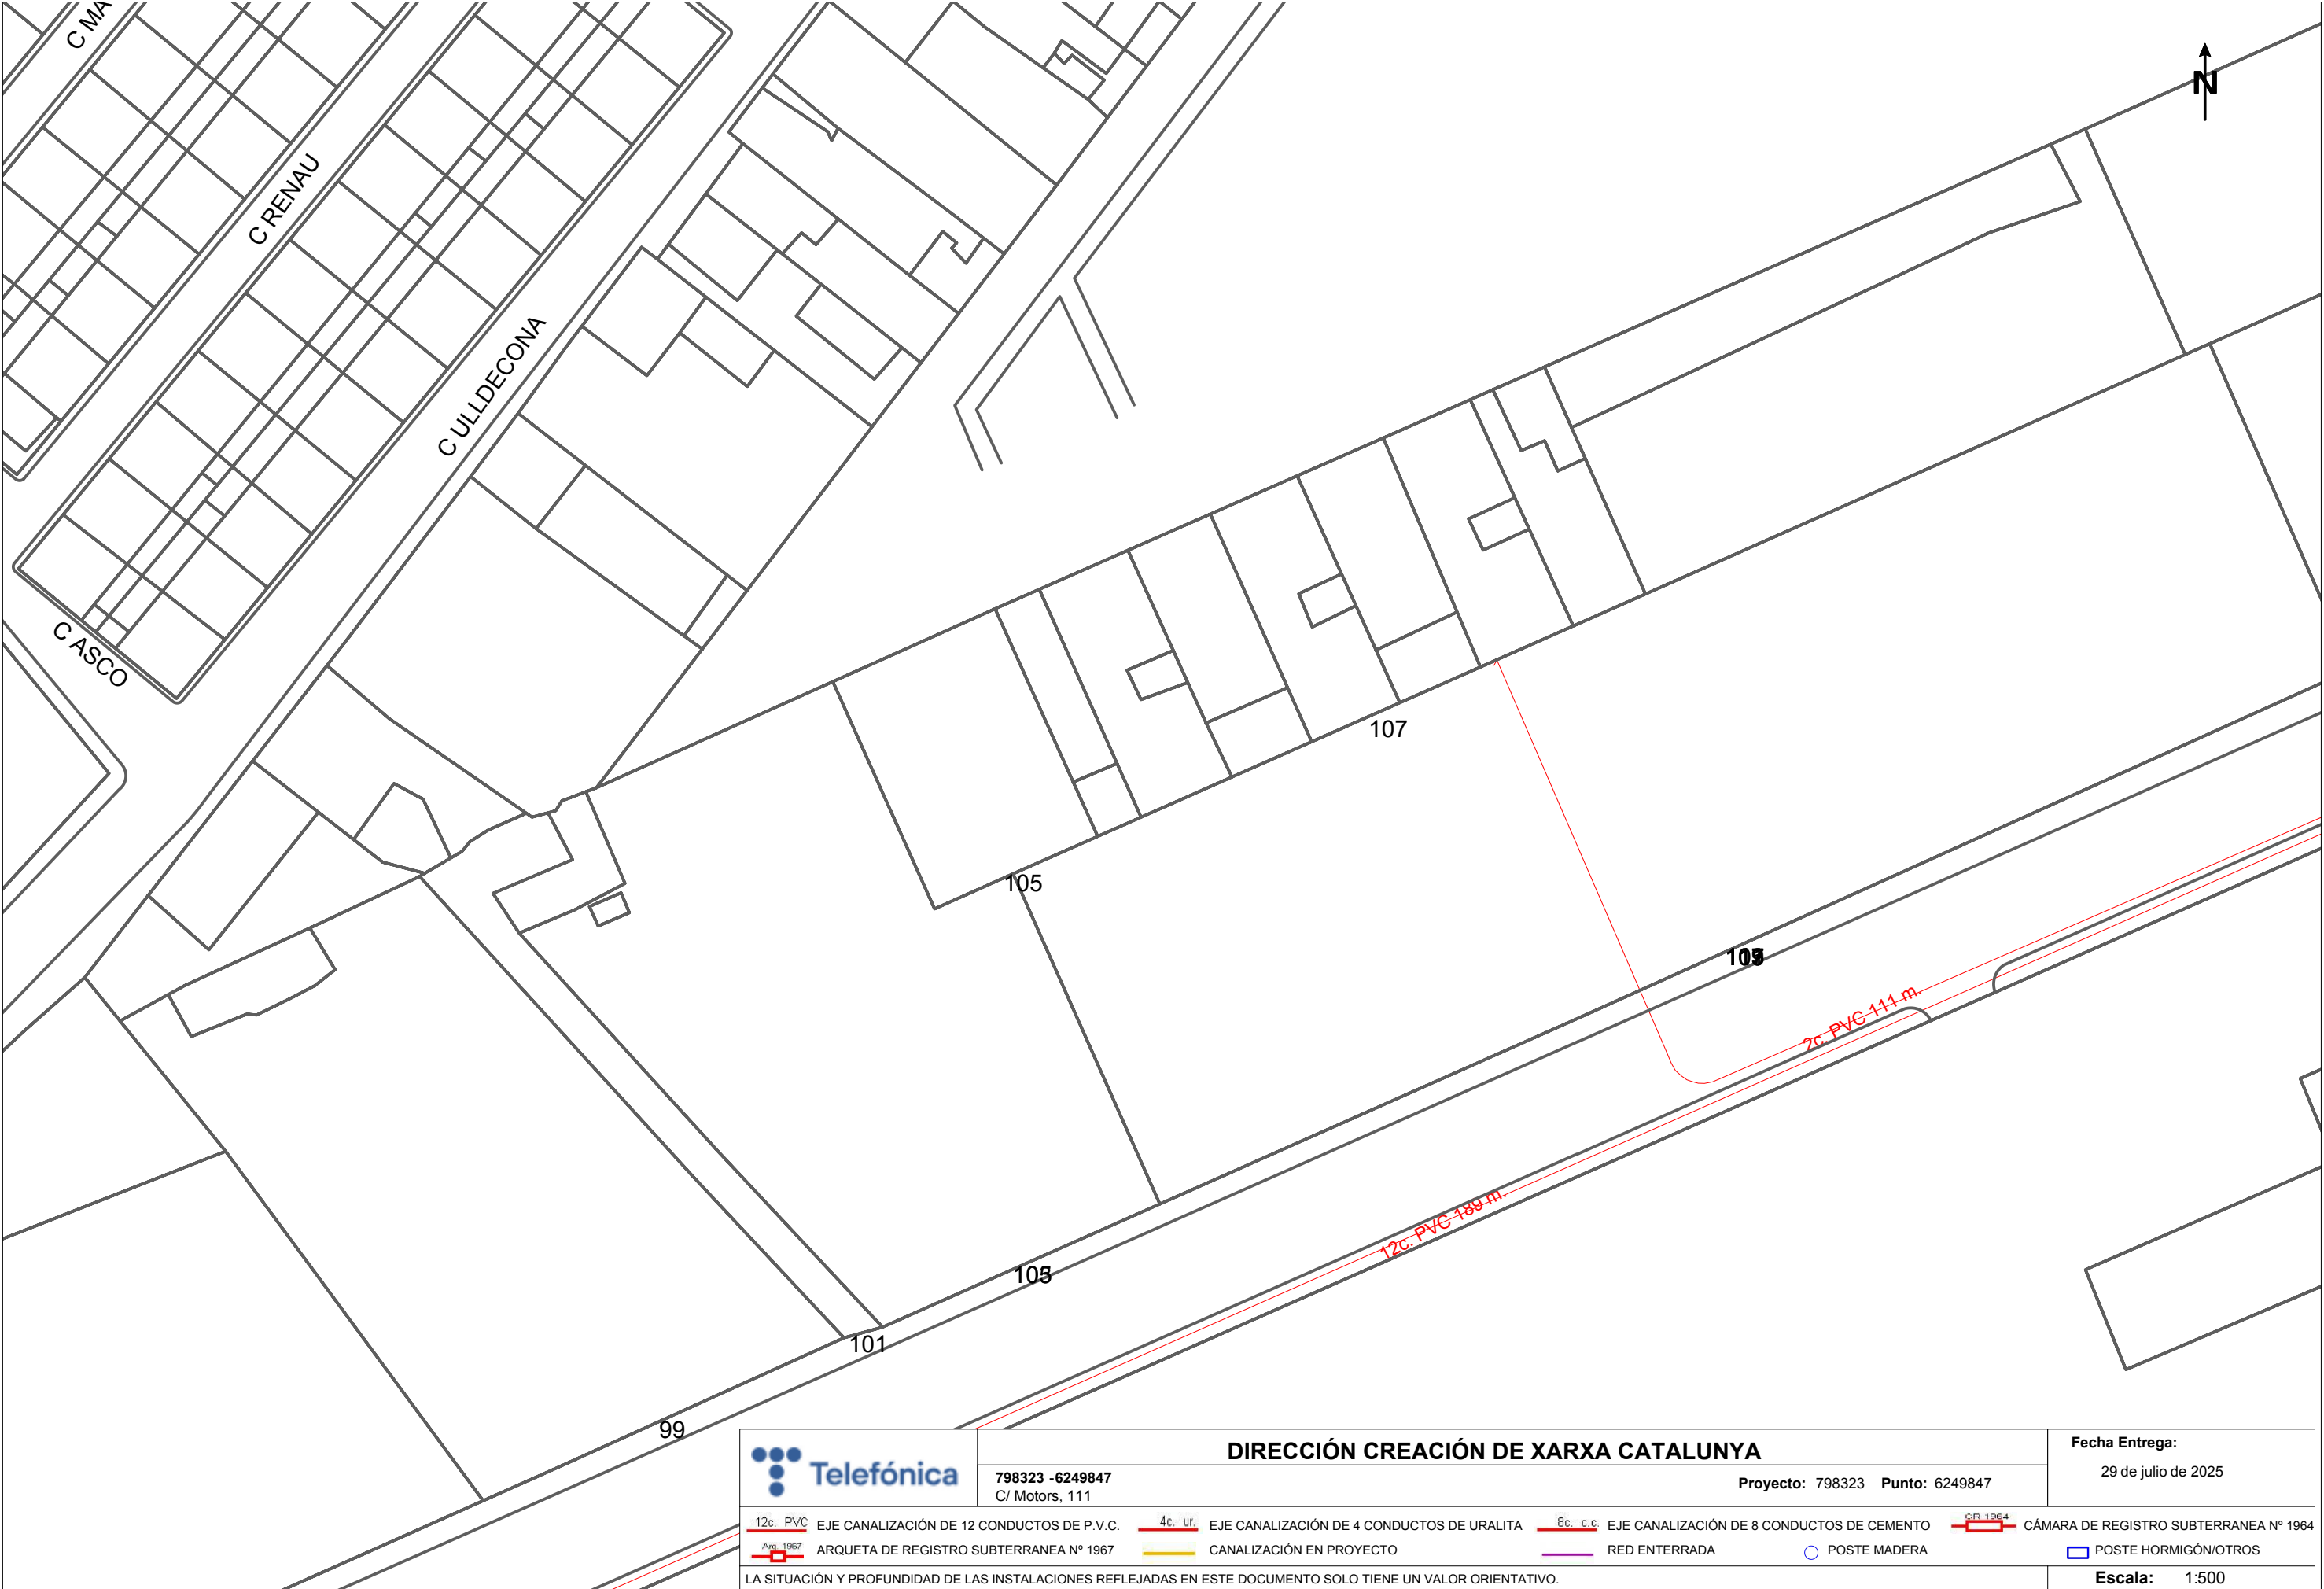 C MA
N
C RENAU
C ULLDECONA
C ASCO
107
105
2c. PVC 111 m.
12c. PVC 189 m.
101
99
Telefónica
DIRECCIÓN CREACIÓN DE XARXA CATALUNYA
798323 -6249847
C/ Motors, 111
Proyecto: 798323 Punto: 6249847
Fecha Entrega:
29 de julio de 2025
12c. PVC EJE CANALIZACIÓN DE 12 CONDUCTOS DE P.V.C.
4c. ur. EJE CANALIZACIÓN DE 4 CONDUCTOS DE URALITA
8c. c.c. EJE CANALIZACIÓN DE 8 CONDUCTOS DE CEMENTO
C.R. 1964 CÁMARA DE REGISTRO SUBTERRANEA Nº 1964
Arq. 1967 ARQUETA DE REGISTRO SUBTERRANEA Nº 1967
CANALIZACIÓN EN PROYECTO
RED ENTERRADA
POSTE MADERA
POSTE HORMIGÓN/OTROS
LA SITUACIÓN Y PROFUNDIDAD DE LAS INSTALACIONES REFLEJADAS EN ESTE DOCUMENTO SOLO TIENE UN VALOR ORIENTATIVO.
Escala: 1:500